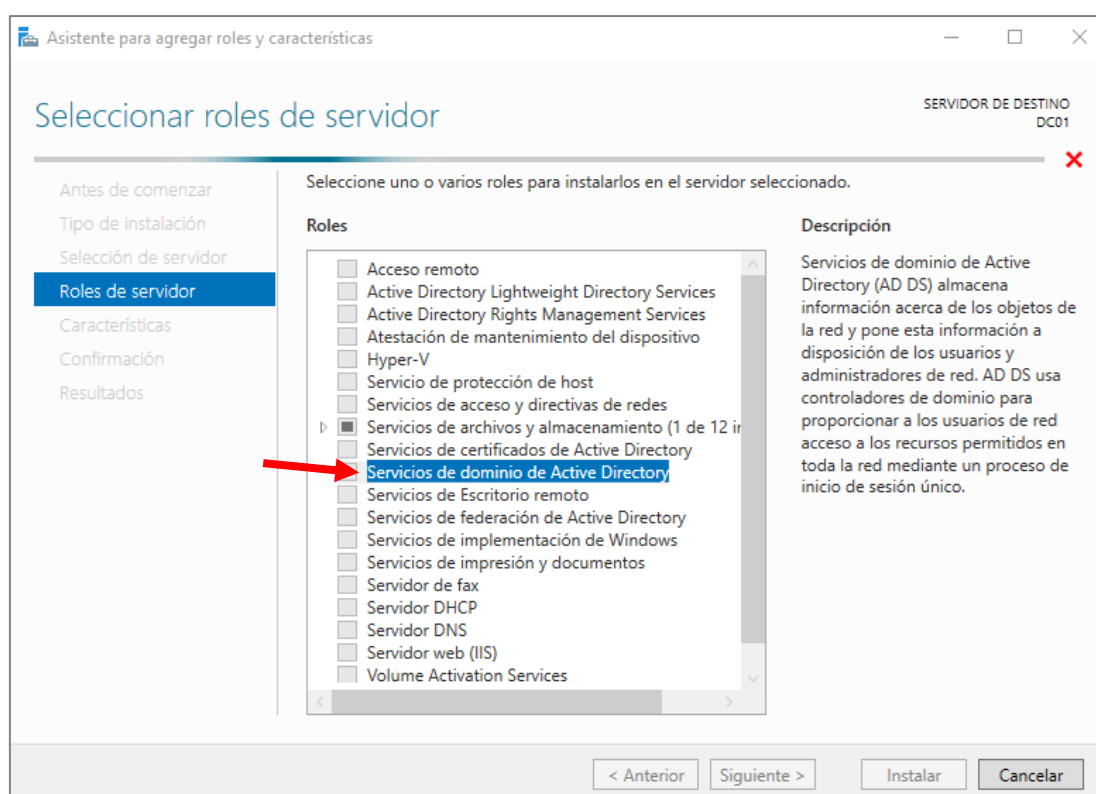 Asistente para agregar roles y características
Seleccionar roles de servidor
SERVIDOR DE DESTINO
DC01
Antes de comenzar
Tipo de instalación
Selección de servidor
Roles de servidor
Características
Confirmación
Resultados
Seleccione uno o varios roles para instalarlos en el servidor seleccionado.
Roles
Acceso remoto
Active Directory Lightweight Directory Services
Active Directory Rights Management Services
Atestación de mantenimiento del dispositivo
Hyper-V
Servicio de protección de host
Servicios de acceso y directivas de redes
Servicios de archivos y almacenamiento (1 de 12 in
Servicios de certificados de Active Directory
Servicios de dominio de Active Directory
Servicios de Escritorio remoto
Servicios de federación de Active Directory
Servicios de implementación de Windows
Servicios de impresión y documentos
Servidor de fax
Servidor DHCP
Servidor DNS
Servidor web (IIS)
Volume Activation Services
Descripción
Servicios de dominio de Active
Directory (AD DS) almacena
información acerca de los objetos de
la red y pone esta información a
disposición de los usuarios y
administradores de red. AD DS usa
controladores de dominio para
proporcionar a los usuarios de red
acceso a los recursos permitidos en
toda la red mediante un proceso de
inicio de sesión único.
< Anterior
Siguiente >
Instalar
Cancelar